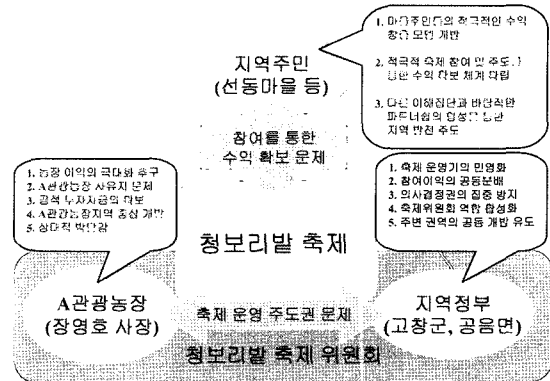 1. 마을주민들의 적극적인 수익
창출 모델 개발
2. 적극적 축제 참여 및 주도를
통한 수익 확보 체계 확립
3. 다른 이해집단과 바람직한
파트너쉽의 형성을 통한
지역 발전 주도
지역주민
(선동마을 등)
참여를 통한
수익 확보 문제
1. 농장 이익의 극대화 추구
2. A관광농장 사유지 문제
3. 공적 투자자금의 확보
4. A관광농장지역 중심 개발
5. 상대적 박탈감
1. 축제 운영기의 민영화
2. 참여이익의 공동분배
3. 의사결정권의 집중 방지
4. 축제위원회 역할 활성화
5. 주변 권역의 공동 개발 유도
청보리밭 축제
A관광농장
(장영호 사장)
축제 운영 주도권 문제
지역정부
(고창군, 공음면)
청보리밭 축제 위원회